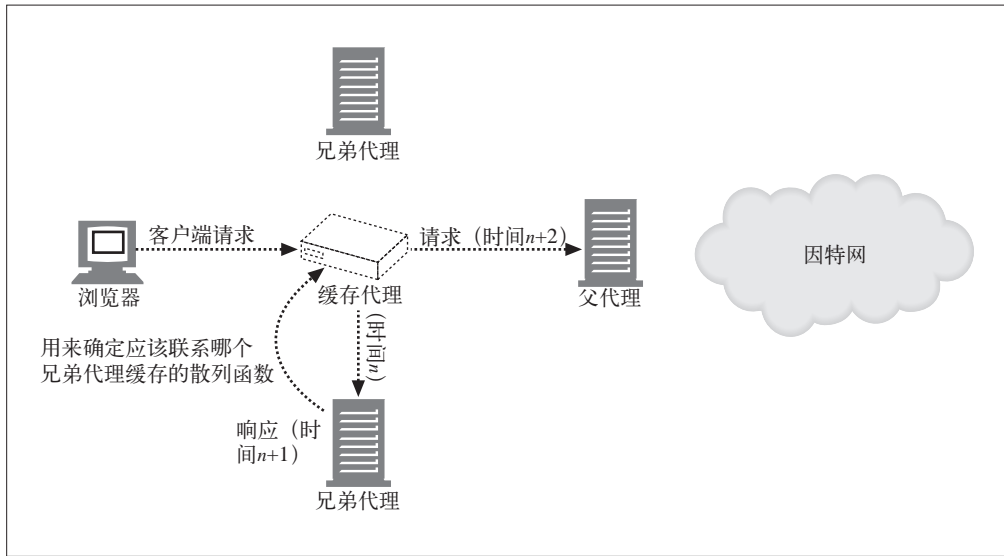 兄弟代理
客户端请求
请求（时间n+2）
浏览器
缓存代理
父代理
因特网
（时间n）
用来确定应该联系哪个
兄弟代理缓存的散列函数
响应（时
间n+1）
兄弟代理